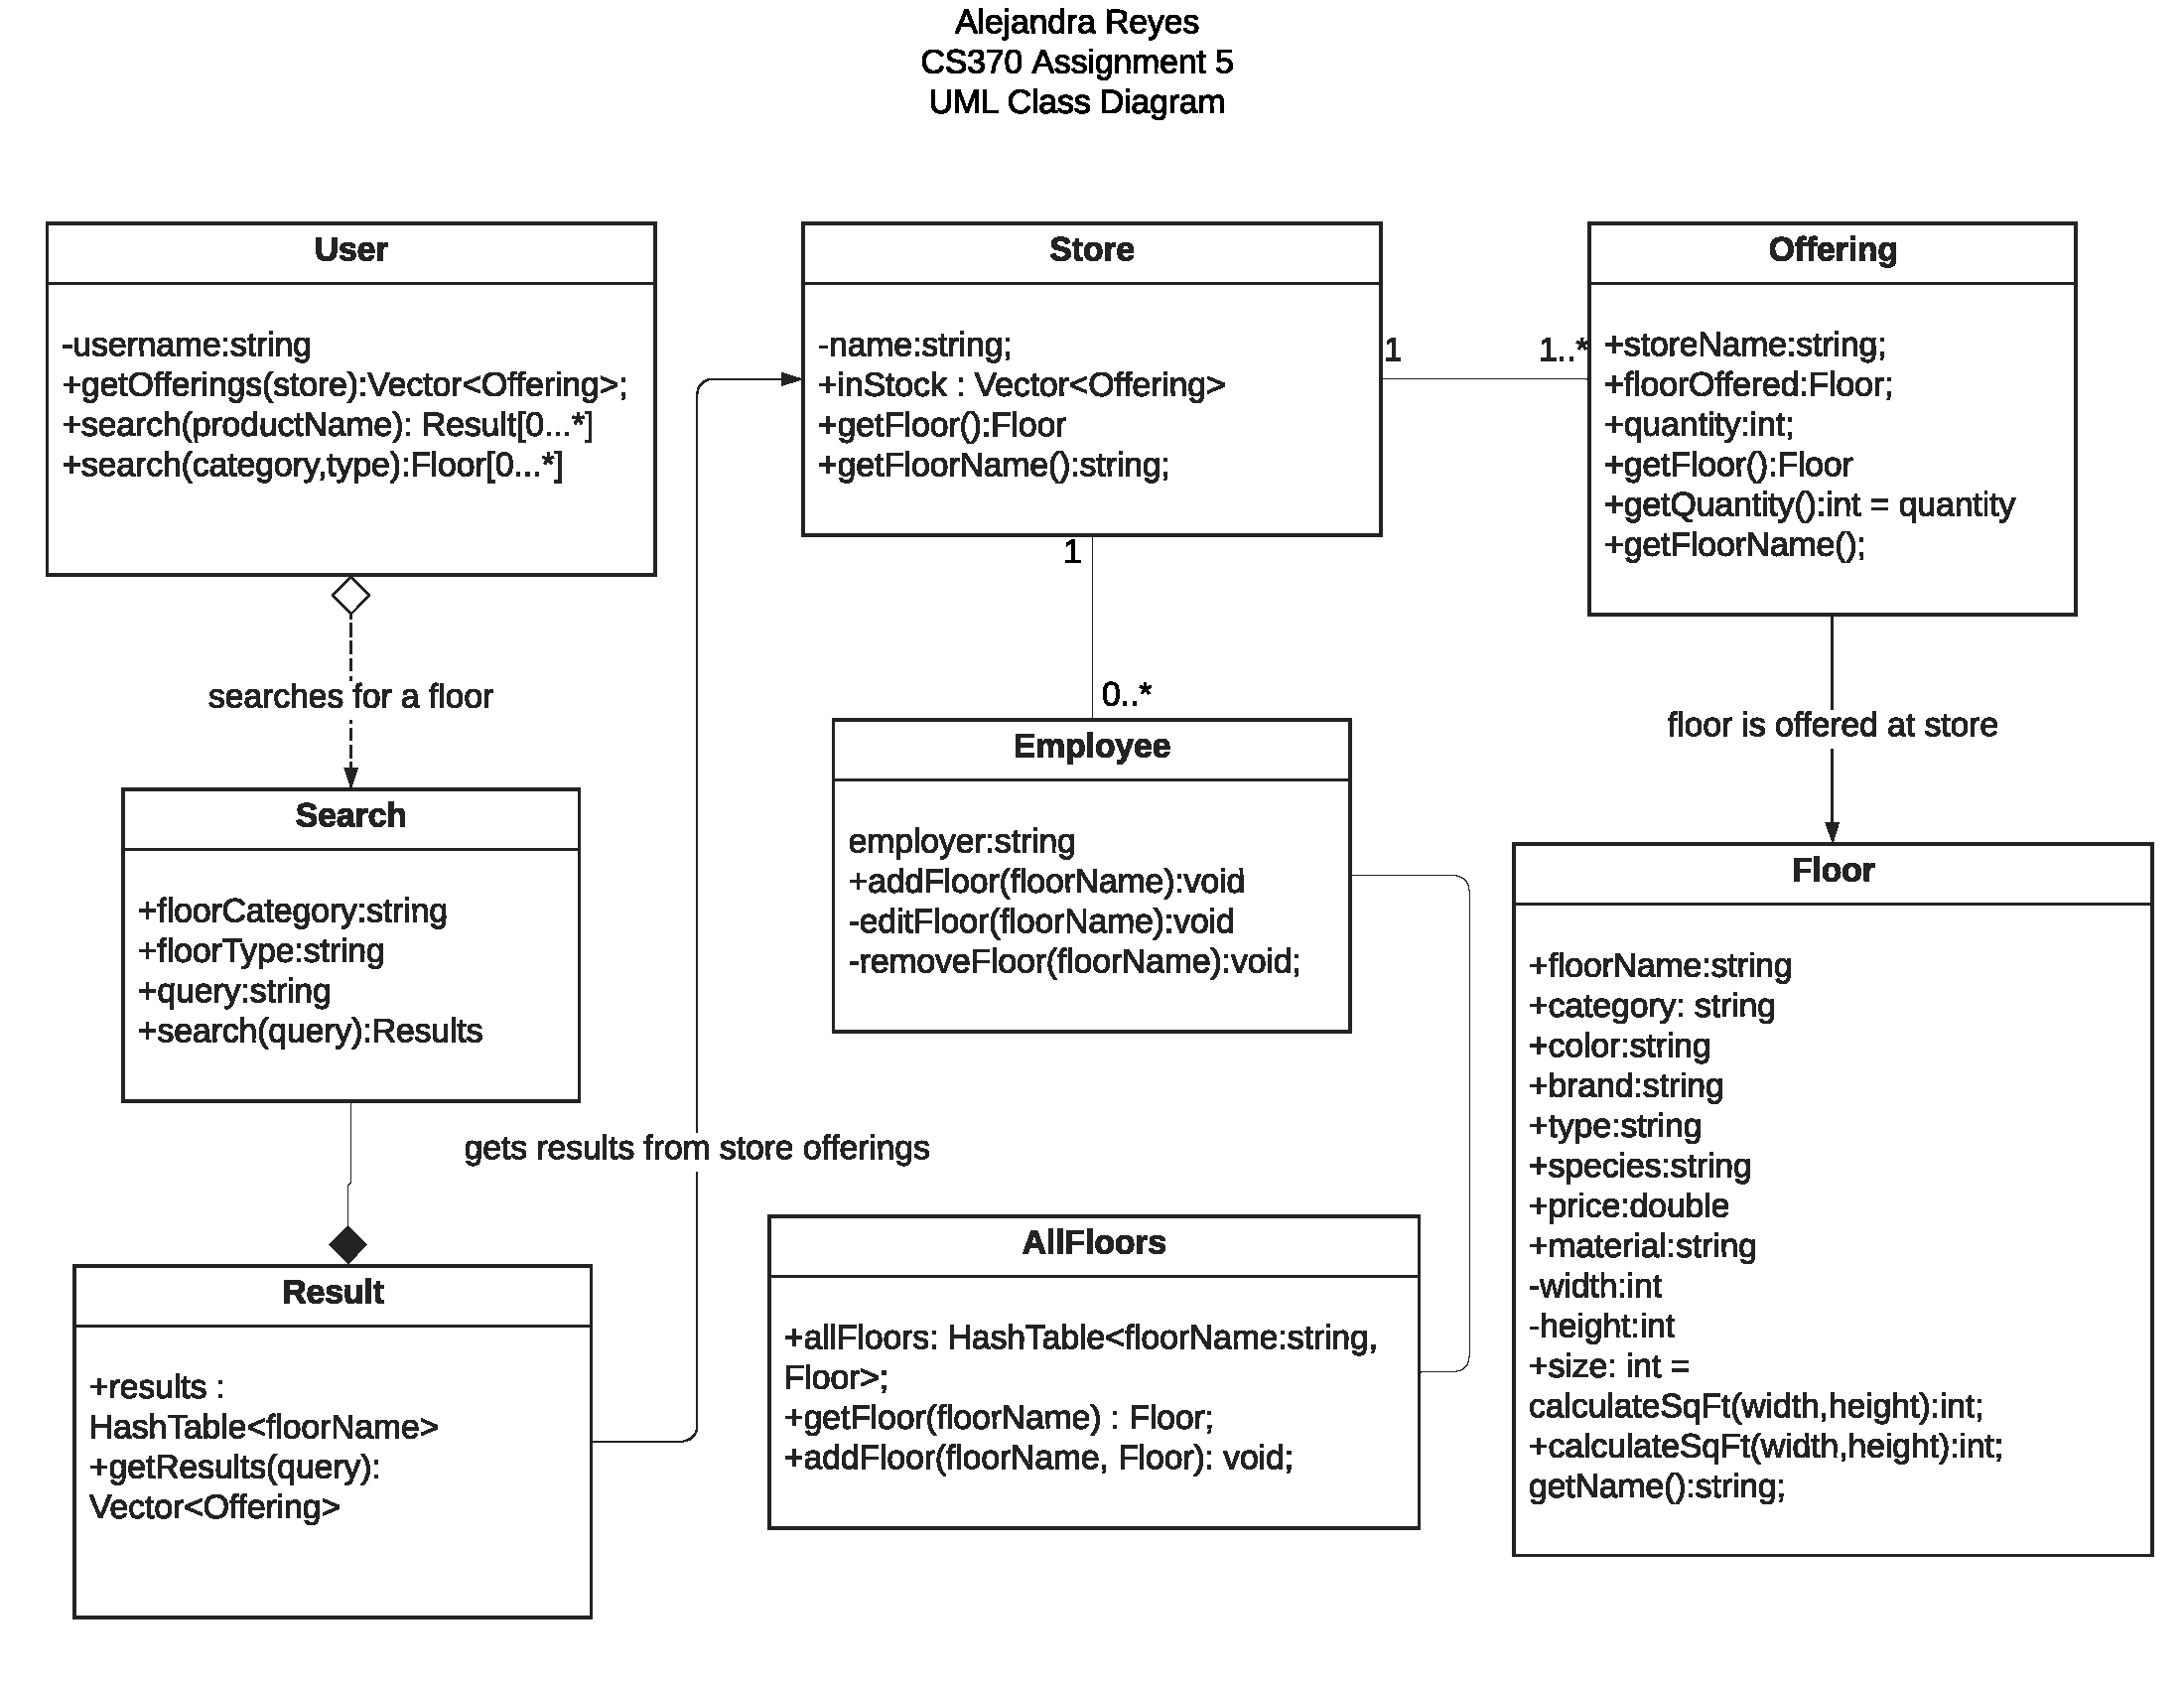 Alejandra Reyes
CS370 Assignment 5
UML Class Diagram
User
-username:string
+getOfferings(store):Vector<Offering>;
+search(productName): Result[0...*]
+search(category,type):Floor[0...*]
searches for a floor
Search
+floorCategory:string
+floorType:string
+query:string
+search(query):Results
gets results from store offerings
Result
+results :
HashTable<floorName>
+getResults(query):
Vector<Offering>
Store
-name:string;
+inStock : Vector<Offering>
+getFloor():Floor
+getFloorName():string;
1
1..*
1
0..*
Employee
employer:string
+addFloor(floorName):void
-editFloor(floorName):void
-removeFloor(floorName):void;
AllFloors
+allFloors: HashTable<floorName:string,
Floor>;
+getFloor(floorName) : Floor;
+addFloor(floorName, Floor): void;
Offering
+storeName:string;
+floorOffered:Floor;
+quantity:int;
+getFloor():Floor
+getQuantity():int = quantity
+getFloorName();
floor is offered at store
Floor
+floorName:string
+category: string
+color:string
+brand:string
+type:string
+species:string
+price:double
+material:string
-width:int
-height:int
+size: int =
calculateSqFt(width,height):int;
+calculateSqFt(width,height):int;
getName():string;